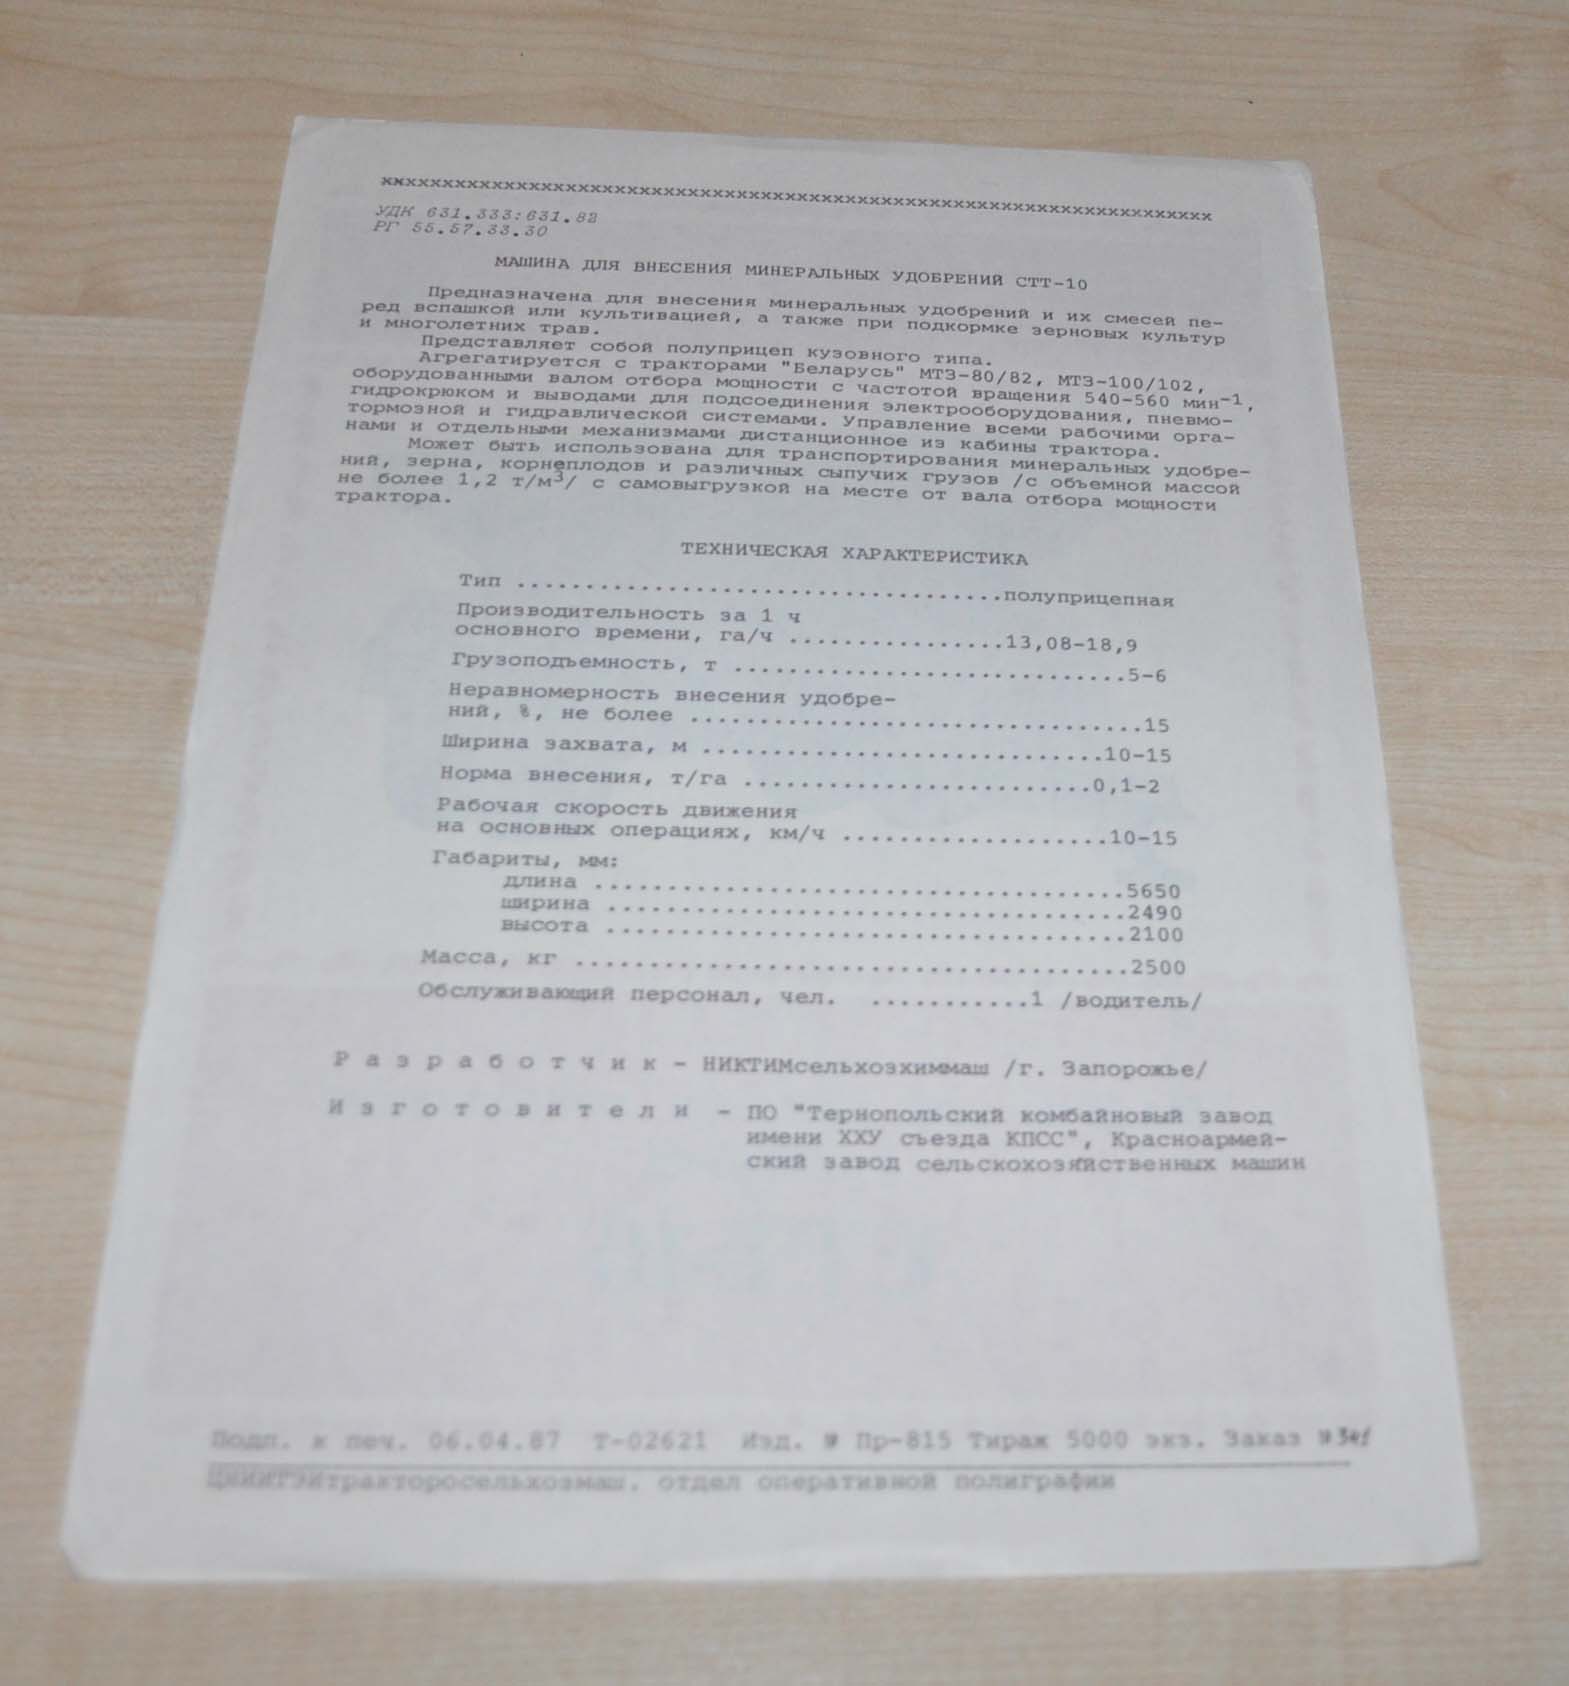 хххххххххххххххххххххххххххххххххххххххххххххххххххххххххххххххххххххх
УДК 631.333:631.82
РГ 55.57.33.30
МАШИНА ДЛЯ ВНЕСЕНИЯ МИНЕРАЛЬНЫХ УДОБРЕНИЙ СТТ-10
Предназначена для внесения минеральных удобрений и их смесей пе-
ред вспашкой или культивацией, а также при подкормке зерновых культур
и многолетних трав.
Представляет собой полуприцеп кузовного типа.
Агрегатируется с тракторами "Беларусь" МТЗ-80/82, МТЗ-100/102,
оборудованными валом отбора мощности с частотой вращения 540-560 мин-1,
гидрокрюком и выводами для подсоединения электрооборудования, пневмо-
тормозной и гидравлической системами. Управление всеми рабочими орга-
нами и отдельными механизмами дистанционное из кабины трактора.
Может быть использована для транспортирования минеральных удобре-
ний, зерна, корнеплодов и различных сыпучих грузов /с объемной массой
не более 1,2 т/м3/ с самовыгрузкой на месте от вала отбора мощности
трактора.
ТЕХНИЧЕСКАЯ ХАРАКТЕРИСТИКА
Тип ...................................полуприцепная
Производительность за 1 ч
основного времени, га/ч ................13,08-18,9
Грузоподъемность, т ............................5-6
Неравномерность внесения удобре-
ний, %, не более ................................15
Ширина захвата, м .............................10-15
Норма внесения, т/га .........................0,1-2
Рабочая скорость движения
на основных операциях, км/ч ...................10-15
Габариты, мм:
длина .....................................5650
ширина ....................................2490
высота ....................................2100
Масса, кг ......................................2500
Обслуживающий персонал, чел. ...........1 /водитель/
Разработчик - НИКТИМсельхозхиммаш /г. Запорожье/
Изготовители - ПО "Тернопольский комбайновый завод
имени ХХУ съезда КПСС", Красноармей-
ский завод сельскохозяйственных машин
Подп. к печ. 06.04.87 Т-02621 Изд. № Пр-815 Тираж 5000 экз. Заказ №
ЦНИИТЭИтракторосельхозмаш. отдел оперативной полиграфии